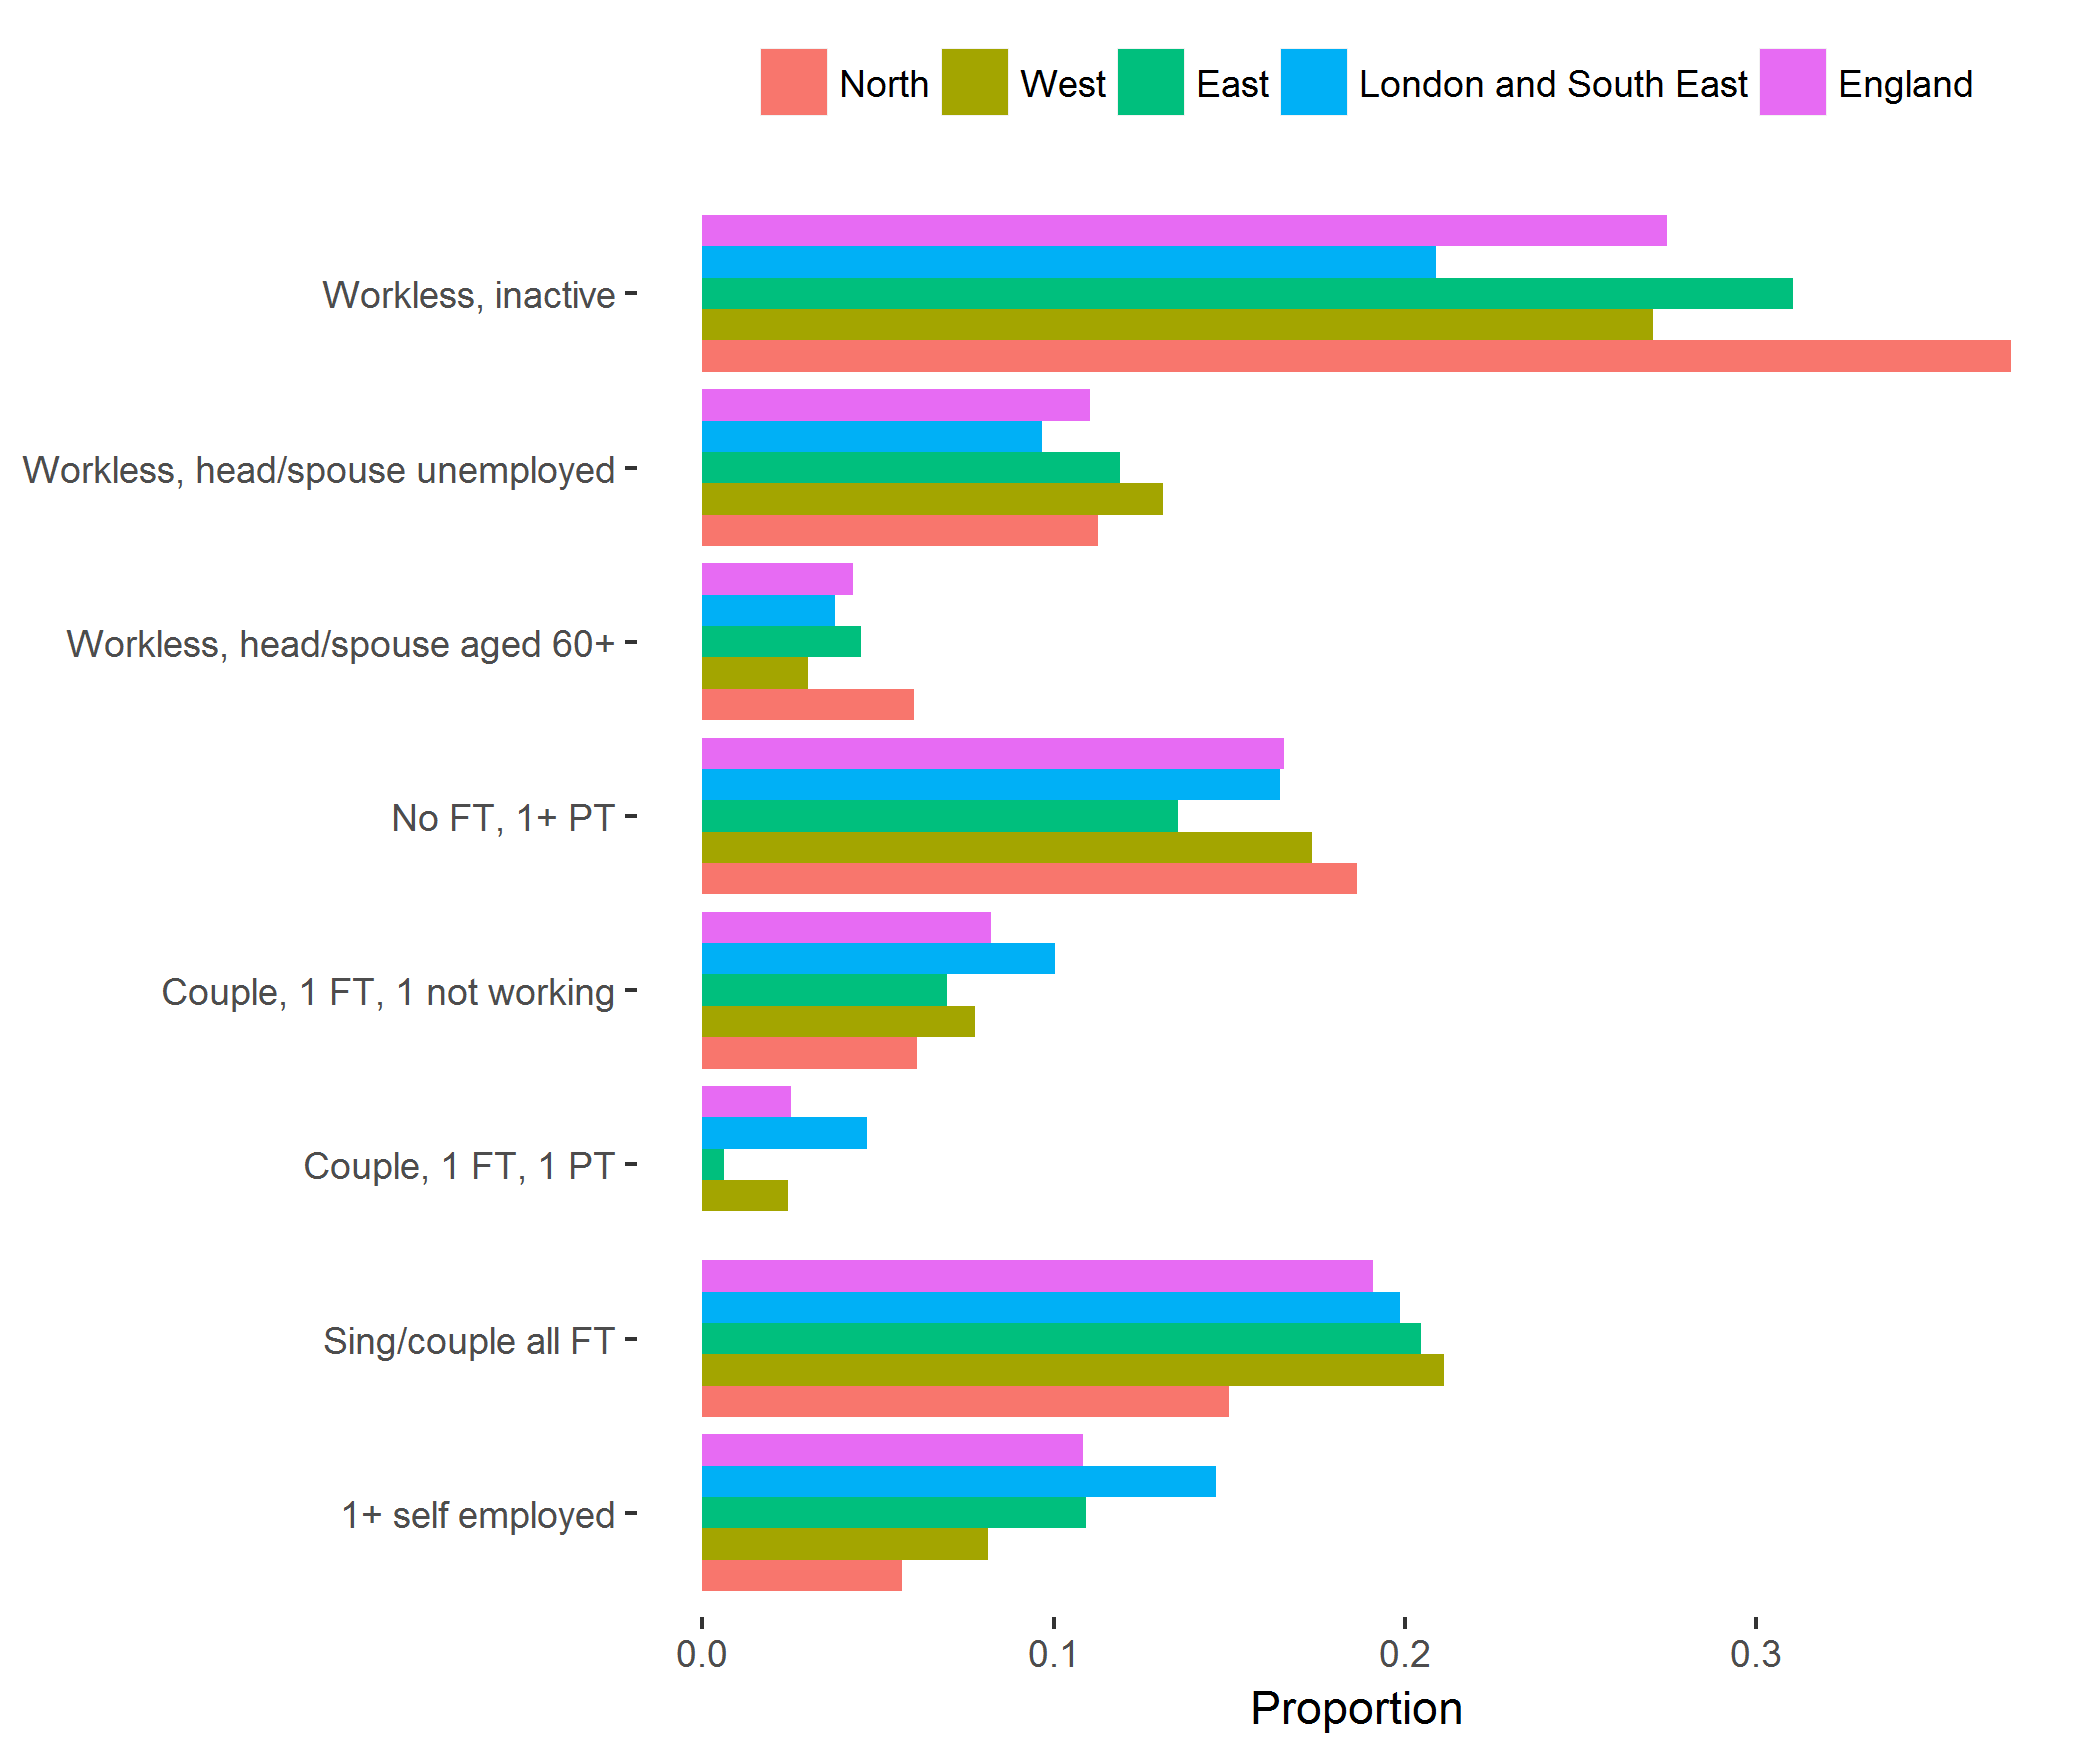 North West East London and South East England
Workless, inactive
Workless, head/spouse unemployed
Workless, head/spouse aged 60+
No FT, 1+ PT
Couple, 1 FT, 1 not working
Couple, 1 FT, 1 PT
Sing/couple all FT
1+ self employed
0.0 0.1 0.2 0.3
Proportion